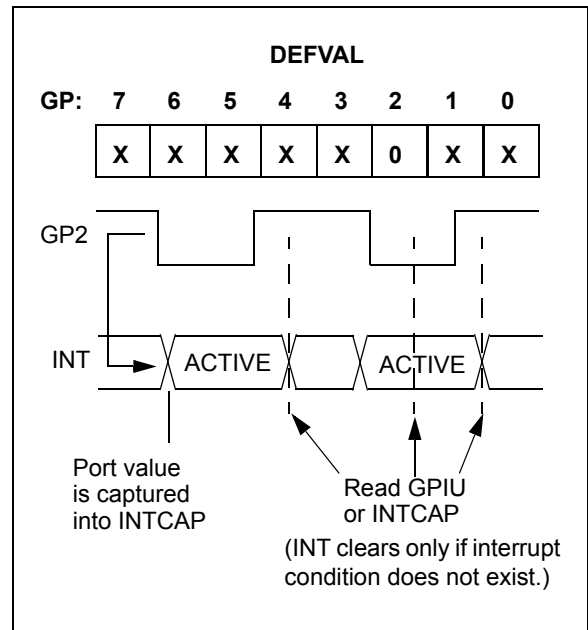 DEFVAL
GP: 7 6 5 4 3 2 1 0
X X X X X 0 X X
GP2
INT ACTIVE ACTIVE
Port value
is captured
into INTCAP
Read GPIU
or INTCAP
(INT clears only if interrupt
condition does not exist.)